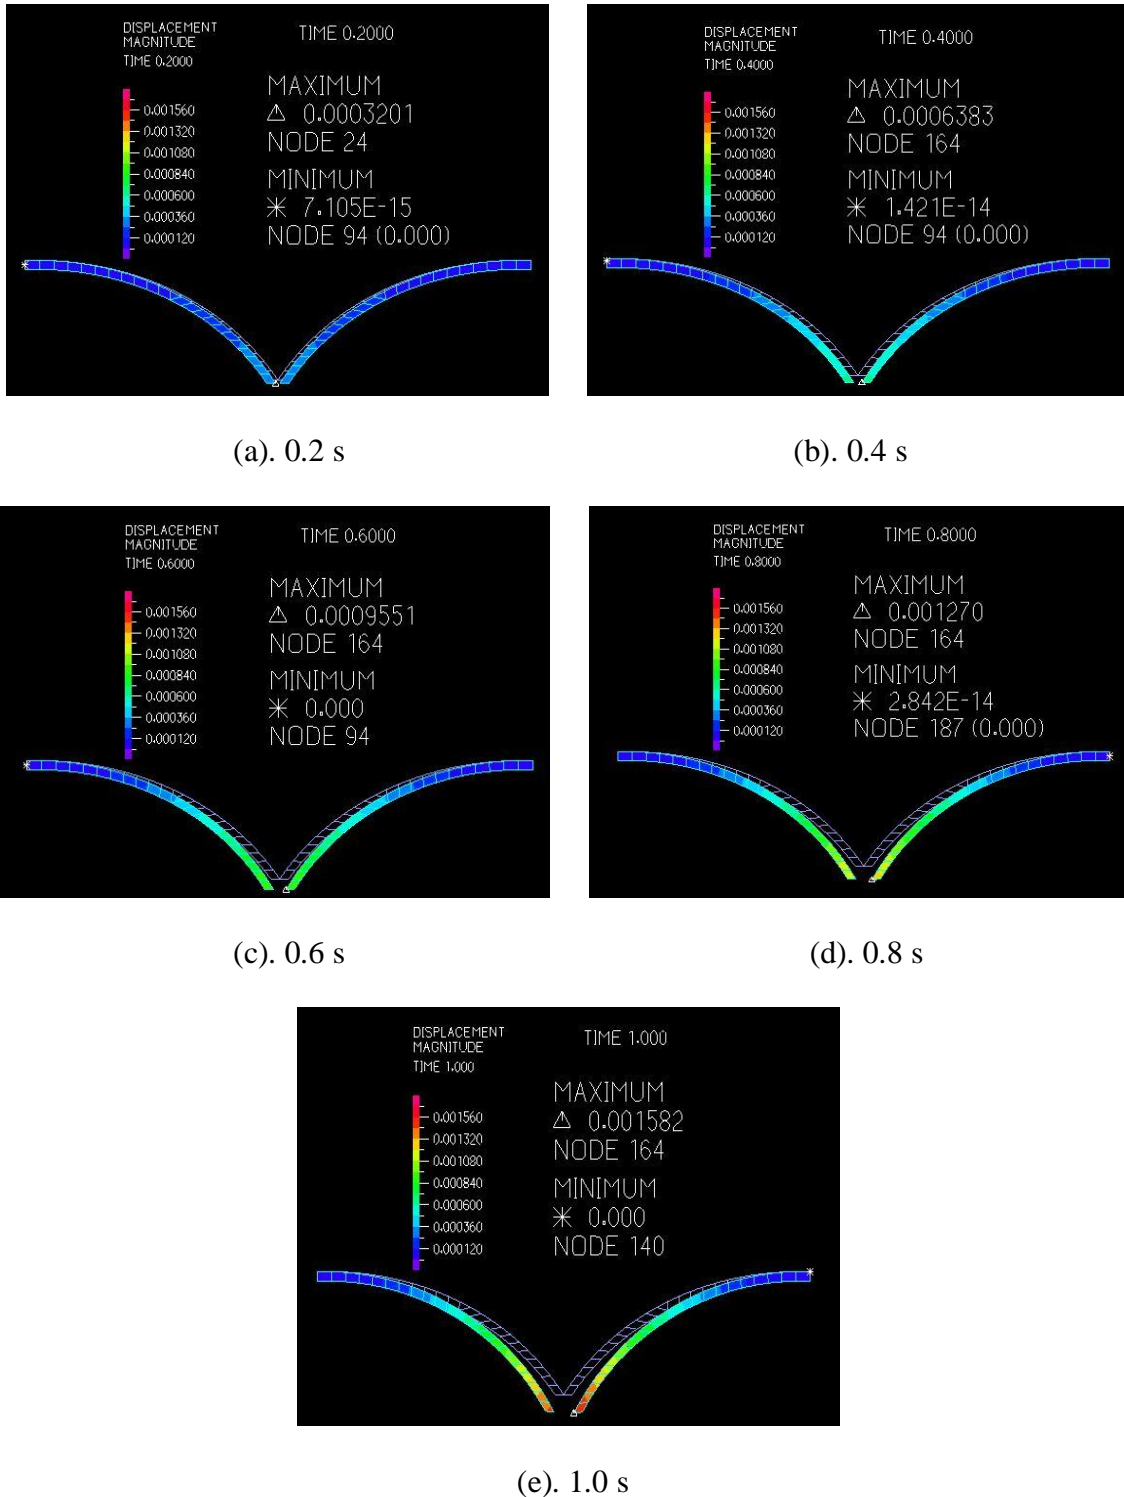 DISPLACEMENT
MAGNITUDE
TIME 0.2000
0.001560
0.001320
0.001080
0.000840
0.000600
0.000360
0.000120
TIME 0.2000
MAXIMUM
△ 0.0003201
NODE 24
MINIMUM
✳ 7.105E-15
NODE 94 (0.000)
(a). 0.2 s
DISPLACEMENT
MAGNITUDE
TIME 0.4000
0.001560
0.001320
0.001080
0.000840
0.000600
0.000360
0.000120
TIME 0.4000
MAXIMUM
△ 0.0006383
NODE 164
MINIMUM
✳ 1.421E-14
NODE 94 (0.000)
(b). 0.4 s
DISPLACEMENT
MAGNITUDE
TIME 0.6000
0.001560
0.001320
0.001080
0.000840
0.000600
0.000360
0.000120
TIME 0.6000
MAXIMUM
△ 0.0009551
NODE 164
MINIMUM
✳ 0.000
NODE 94
(c). 0.6 s
DISPLACEMENT
MAGNITUDE
TIME 0.8000
0.001560
0.001320
0.001080
0.000840
0.000600
0.000360
0.000120
TIME 0.8000
MAXIMUM
△ 0.001270
NODE 164
MINIMUM
✳ 2.842E-14
NODE 187 (0.000)
(d). 0.8 s
DISPLACEMENT
MAGNITUDE
TIME 1.000
0.001560
0.001320
0.001080
0.000840
0.000600
0.000360
0.000120
TIME 1.000
MAXIMUM
△ 0.001582
NODE 164
MINIMUM
✳ 0.000
NODE 140
(e). 1.0 s